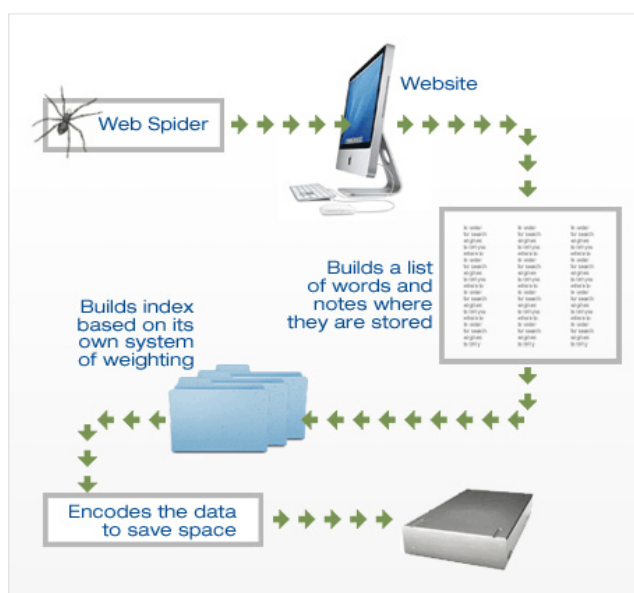 Web Spider
Website
Builds a list
of words and
notes where
they are stored
Builds index
based on its
own system
of weighting
Encodes the data
to save space